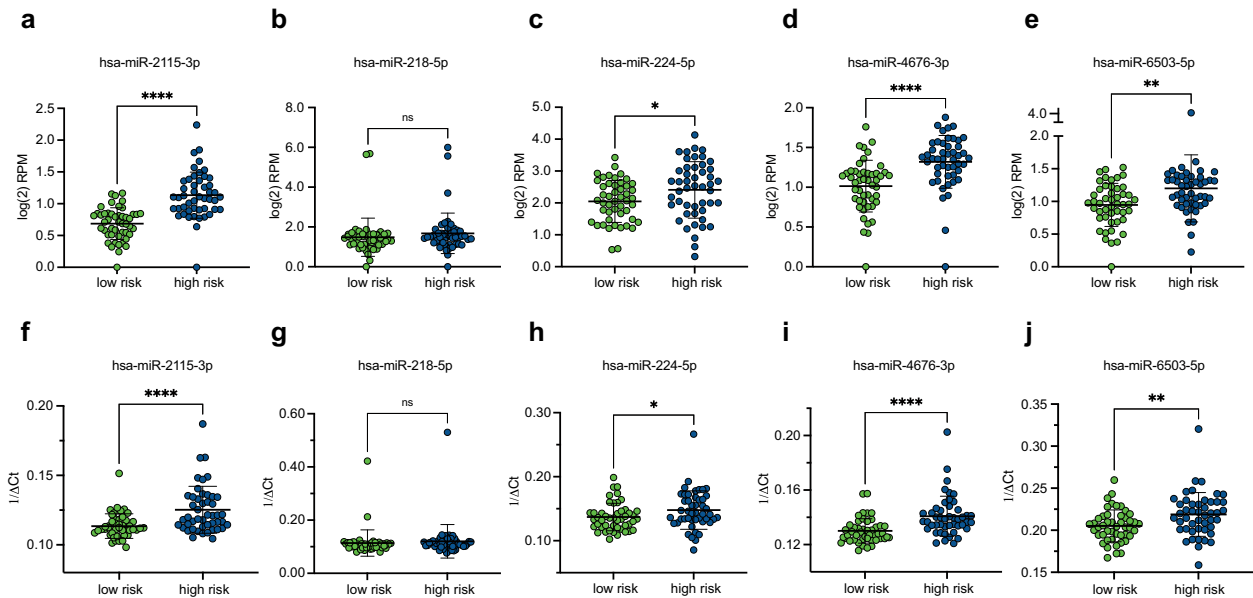 a
b
c
d
e
hsa-miR-2115-3p
hsa-miR-218-5p
hsa-miR-224-5p
hsa-miR-4676-3p
hsa-miR-6503-5p
****
ns
*
****
**
log(2) RPM
2.5
2.0
1.5
1.0
0.5
0.0
low risk
high risk
log(2) RPM
8.0
6.0
4.0
2.0
0.0
low risk
high risk
log(2) RPM
5.0
4.0
3.0
2.0
1.0
0.0
low risk
high risk
log(2) RPM
2.0
1.5
1.0
0.5
0.0
low risk
high risk
log(2) RPM
4.0
2.0
1.5
1.0
0.5
0.0
low risk
high risk
f
g
h
i
j
hsa-miR-2115-3p
hsa-miR-218-5p
hsa-miR-224-5p
hsa-miR-4676-3p
hsa-miR-6503-5p
****
ns
*
****
**
1/ΔCt
0.20
0.15
0.10
low risk
high risk
1/ΔCt
0.60
0.40
0.20
0.10
0.00
low risk
high risk
1/ΔCt
0.30
0.20
0.10
low risk
high risk
1/ΔCt
0.20
0.16
0.14
0.12
low risk
high risk
1/ΔCt
0.35
0.30
0.25
0.20
0.15
low risk
high risk